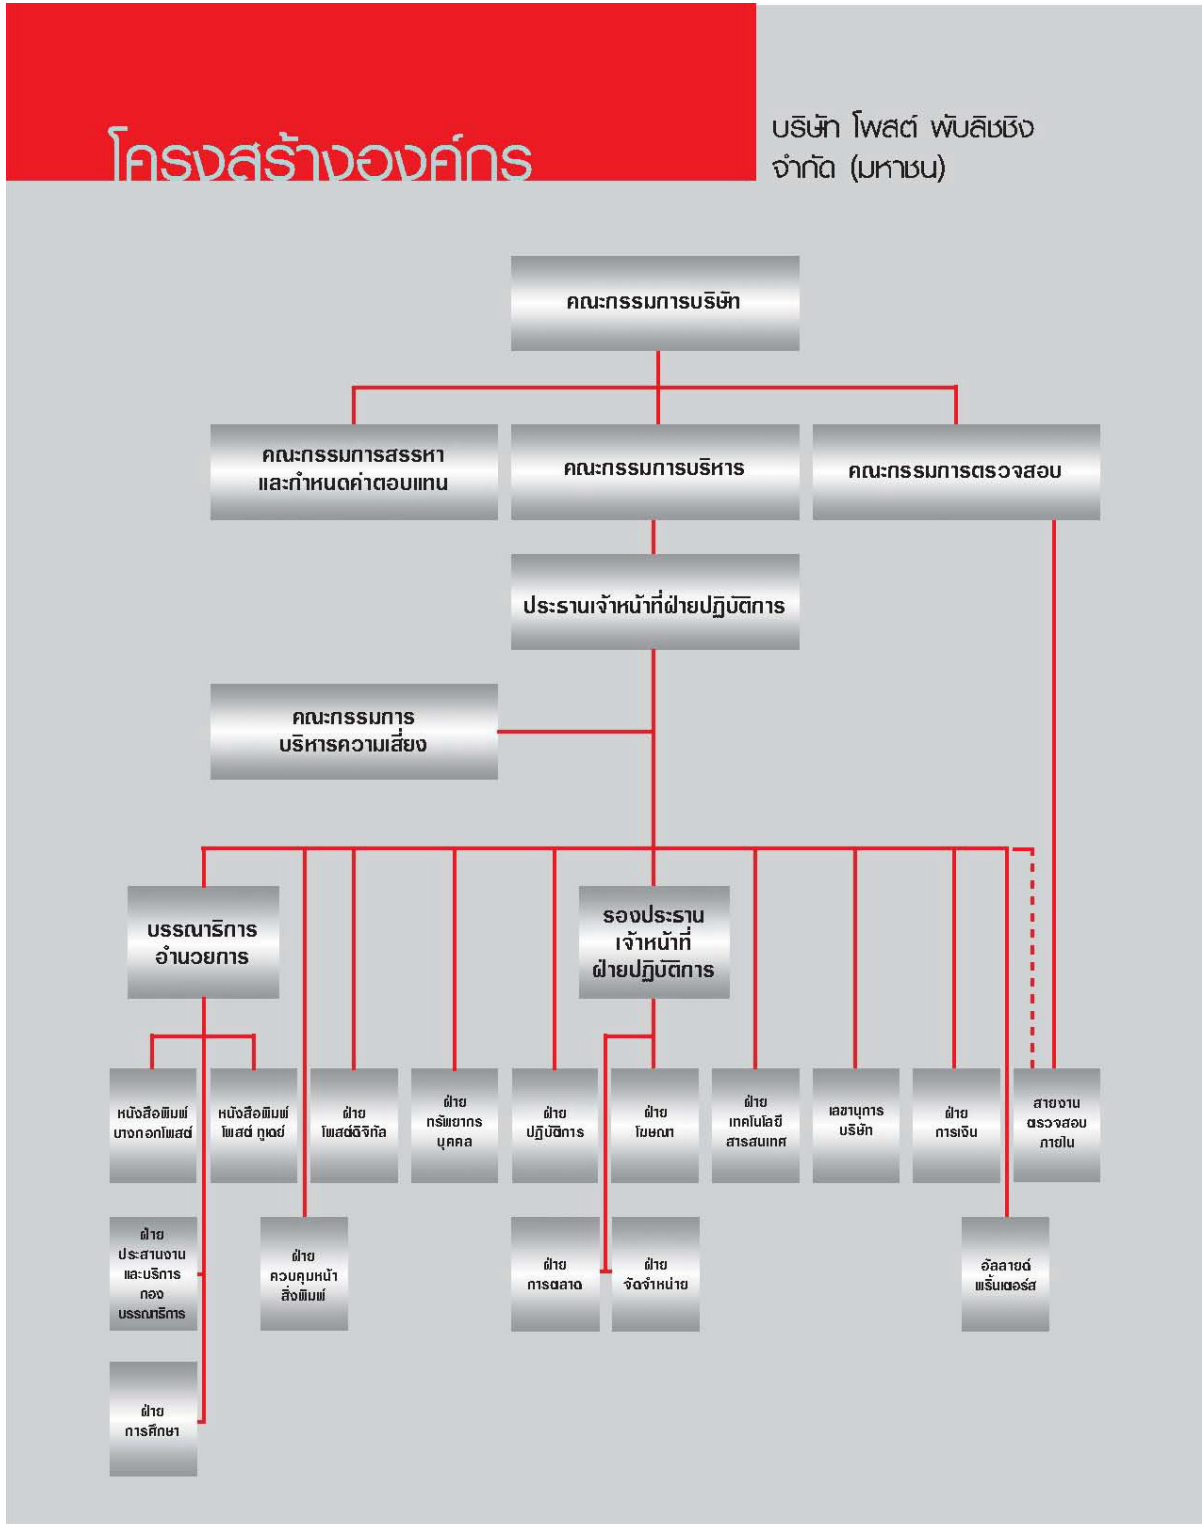 โครงสร้างองค์กร
บริษัท โพสต์ พับลิชชิง
จำกัด (มหาชน)
คณะกรรมการบริษัท
คณะกรรมการสรรหา
และกำหนดค่าตอบแทน
คณะกรรมการบริหาร
คณะกรรมการตรวจสอบ
ประธานเจ้าหน้าที่ฝ่ายปฏิบัติการ
คณะกรรมการ
บริหารความเสี่ยง
บรรณาธิการ
อำนวยการ
รองประธาน
เจ้าหน้าที่
ฝ่ายปฏิบัติการ
หนังสือพิมพ์
บางกอกโพสต์
หนังสือพิมพ์
โพสต์ ทูเดย์
ฝ่าย
โพสต์ดิจิทัล
ฝ่าย
ทรัพยากร
บุคคล
ฝ่าย
ปฏิบัติการ
ฝ่าย
โฆษณา
ฝ่าย
เทคโนโลยี
สารสนเทศ
เลขานุการ
บริษัท
ฝ่าย
การเงิน
สายงาน
ตรวจสอบ
ภายใน
ฝ่าย
ประสานงาน
และบริการ
กอง
บรรณาธิการ
ฝ่าย
ควบคุมหน้า
สิ่งพิมพ์
ฝ่าย
การตลาด
ฝ่าย
จัดจำหน่าย
อัลลายด์
พริ้นเตอร์ส
ฝ่าย
การศึกษา